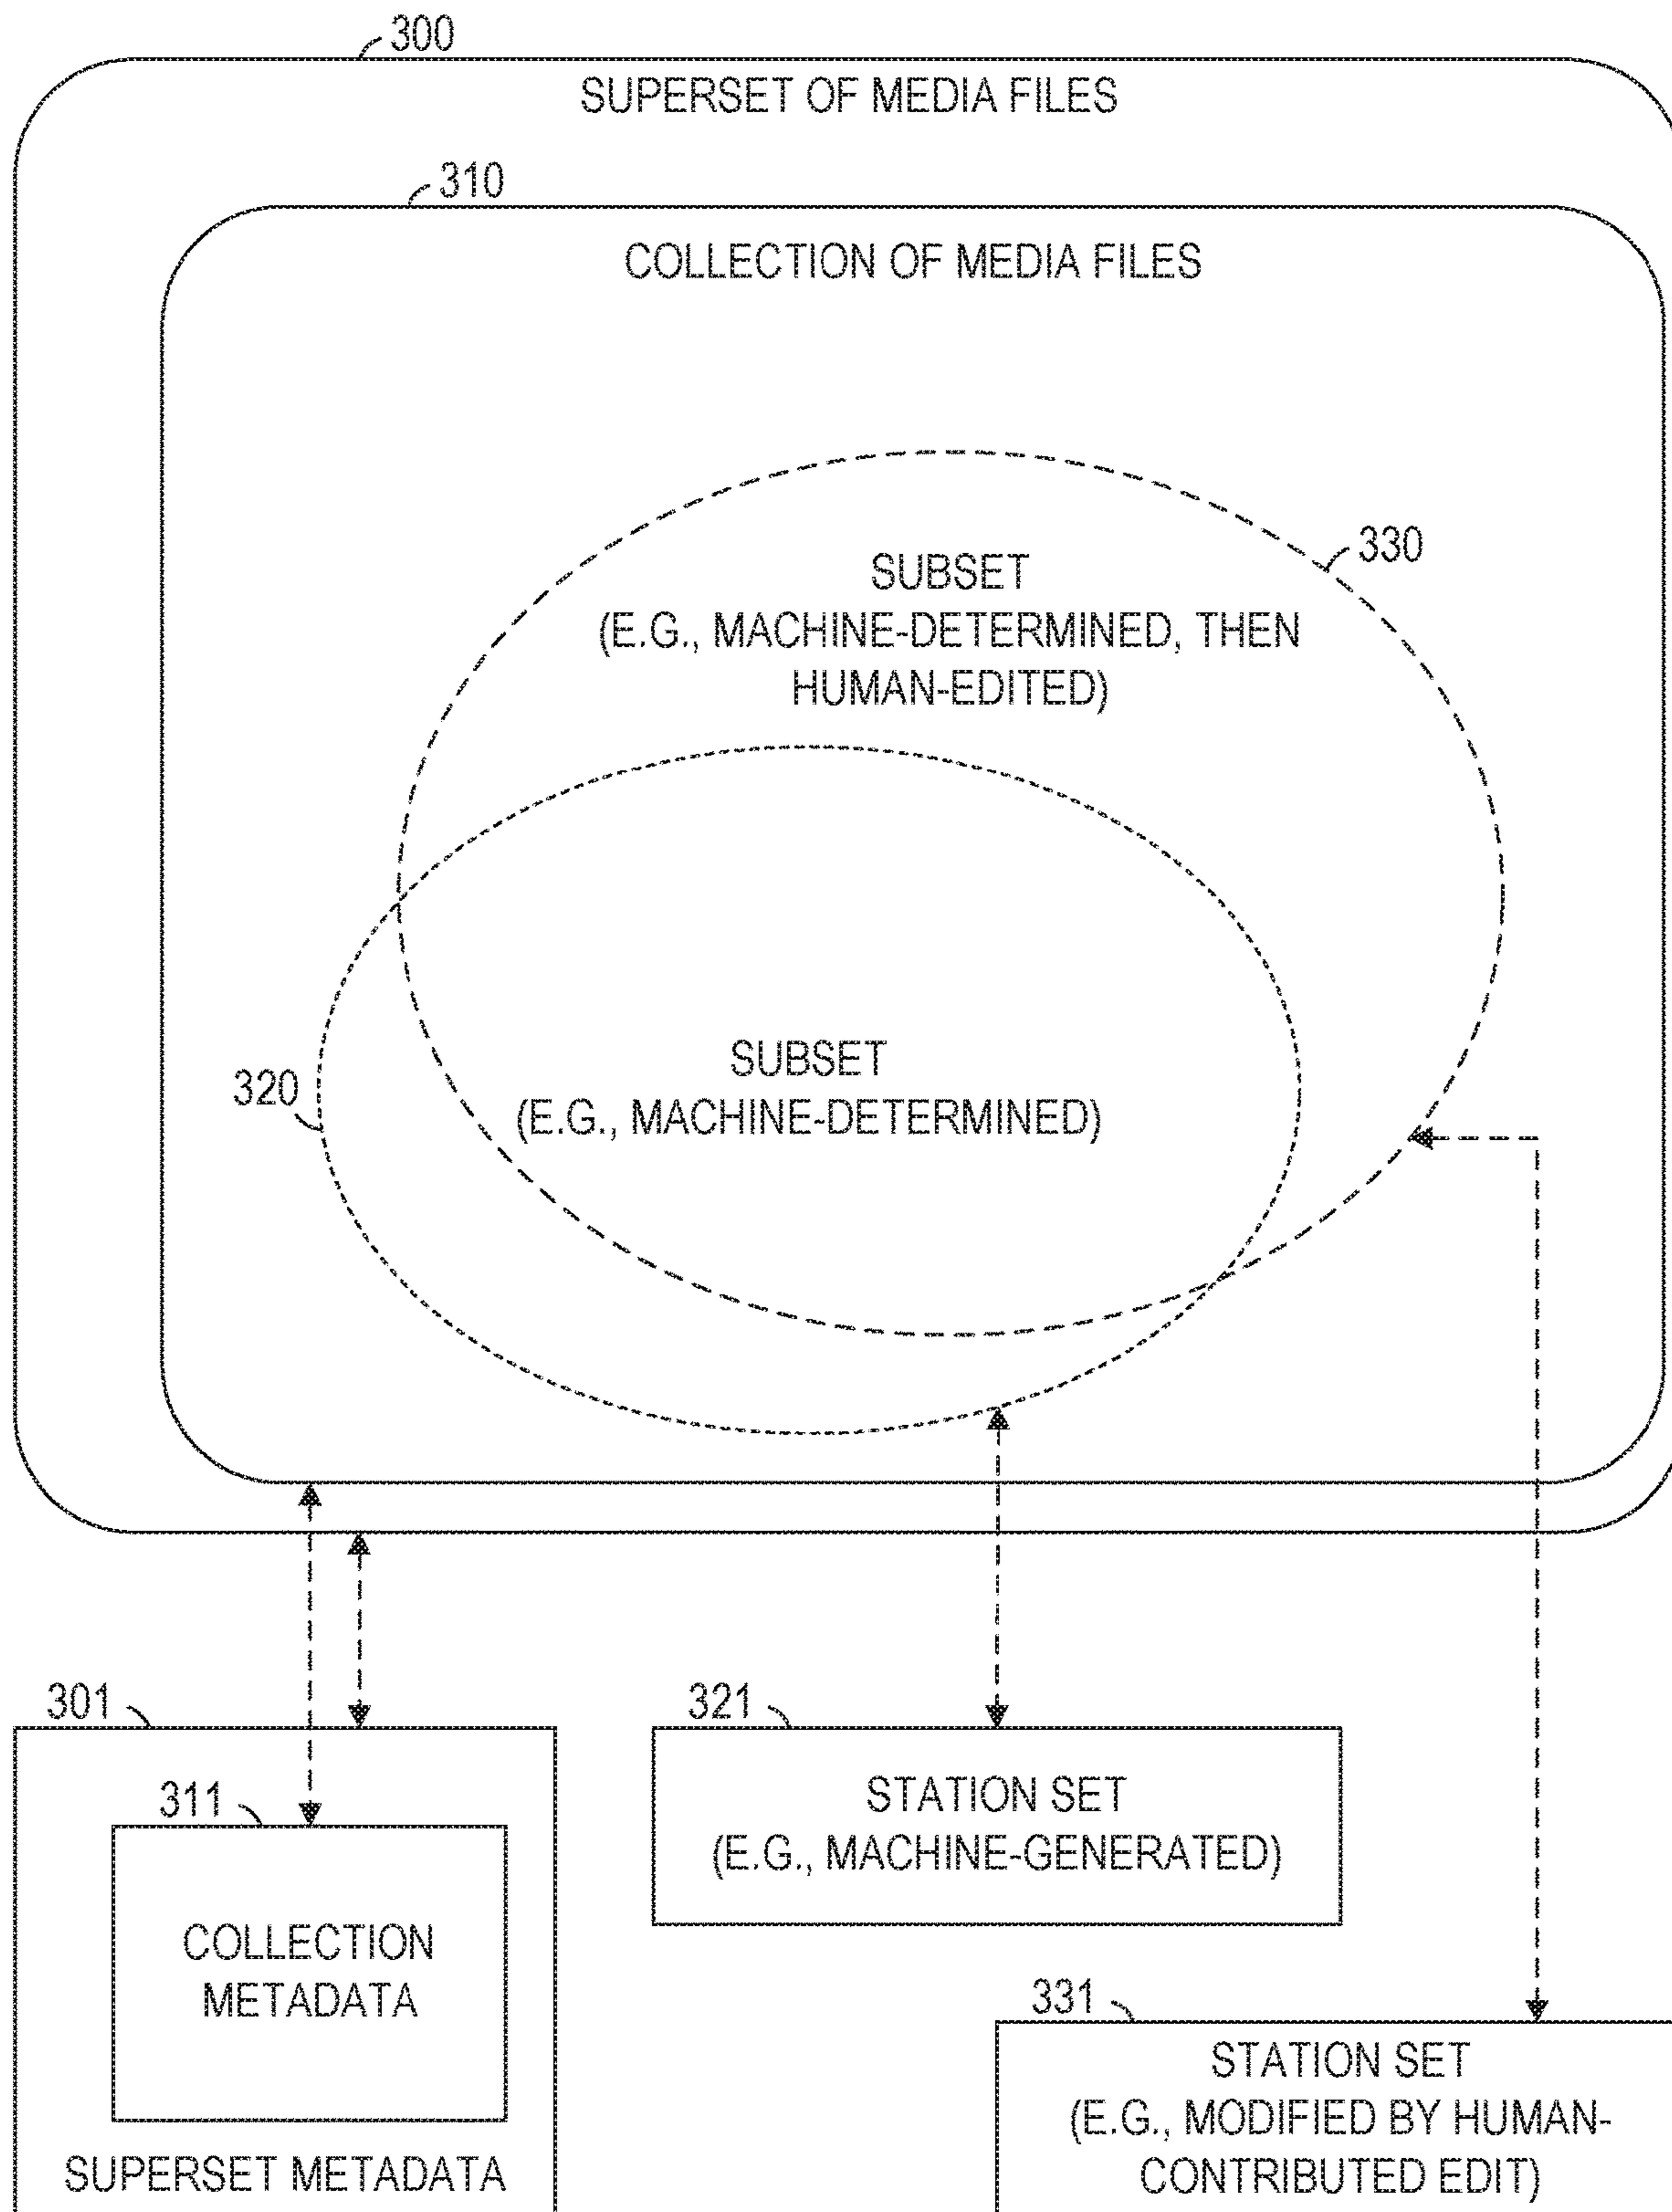 300
SUPERSET OF MEDIA FILES
310
COLLECTION OF MEDIA FILES
330
SUBSET
(E.G., MACHINE-DETERMINED, THEN
HUMAN-EDITED)
320
SUBSET
(E.G., MACHINE-DETERMINED)
301
311
COLLECTION
METADATA
SUPERSET METADATA
321
STATION SET
(E.G., MACHINE-GENERATED)
331
STATION SET
(E.G., MODIFIED BY HUMAN-
CONTRIBUTED EDIT)